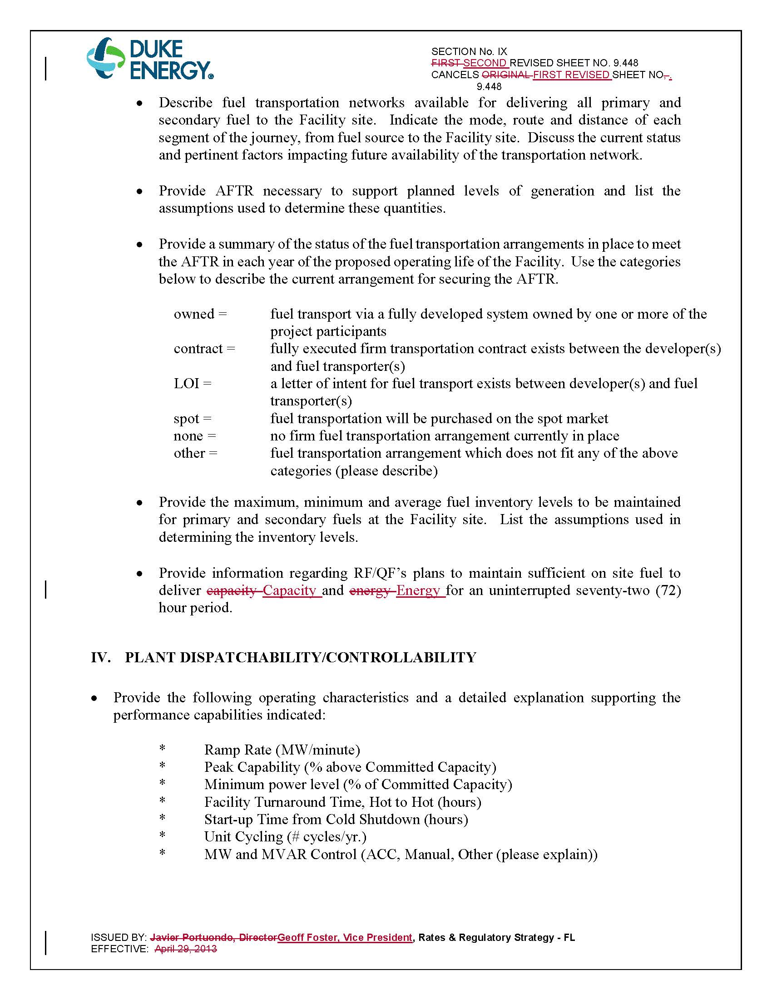 DUKE
ENERGY®
SECTION No. IX
FIRST SECOND REVISED SHEET NO. 9.448
CANCELS ORIGINAL FIRST REVISED SHEET NO, .
9.448
• Describe fuel transportation networks available for delivering all primary and
secondary fuel to the Facility site. Indicate the mode, route and distance of each
segment of the journey, from fuel source to the Facility site. Discuss the current status
and pertinent factors impacting future availability of the transportation network.
• Provide AFTR necessary to support planned levels of generation and list the
assumptions used to determine these quantities.
• Provide a summary of the status of the fuel transportation arrangements in place to meet
the AFTR in each year of the proposed operating life of the Facility. Use the categories
below to describe the current arrangement for securing the AFTR.
owned = fuel transport via a fully developed system owned by one or more of the
project participants
contract = fully executed firm transportation contract exists between the developer(s)
and fuel transporter(s)
LOI = a letter of intent for fuel transport exists between developer(s) and fuel
transporter(s)
spot = fuel transportation will be purchased on the spot market
none = no firm fuel transportation arrangement currently in place
other = fuel transportation arrangement which does not fit any of the above
categories (please describe)
• Provide the maximum, minimum and average fuel inventory levels to be maintained
for primary and secondary fuels at the Facility site. List the assumptions used in
determining the inventory levels.
• Provide information regarding RF/QF’s plans to maintain sufficient on site fuel to
deliver capacity Capacity and energy Energy for an uninterrupted seventy-two (72)
hour period.
IV. PLANT DISPATCHABILITY/CONTROLLABILITY
• Provide the following operating characteristics and a detailed explanation supporting the
performance capabilities indicated:
* Ramp Rate (MW/minute)
* Peak Capability (% above Committed Capacity)
* Minimum power level (% of Committed Capacity)
* Facility Turnaround Time, Hot to Hot (hours)
* Start-up Time from Cold Shutdown (hours)
* Unit Cycling (# cycles/yr.)
* MW and MVAR Control (ACC, Manual, Other (please explain))
ISSUED BY: Javier Portuondo, DirectorGeoff Foster, Vice President, Rates & Regulatory Strategy - FL
EFFECTIVE: April 29, 2013